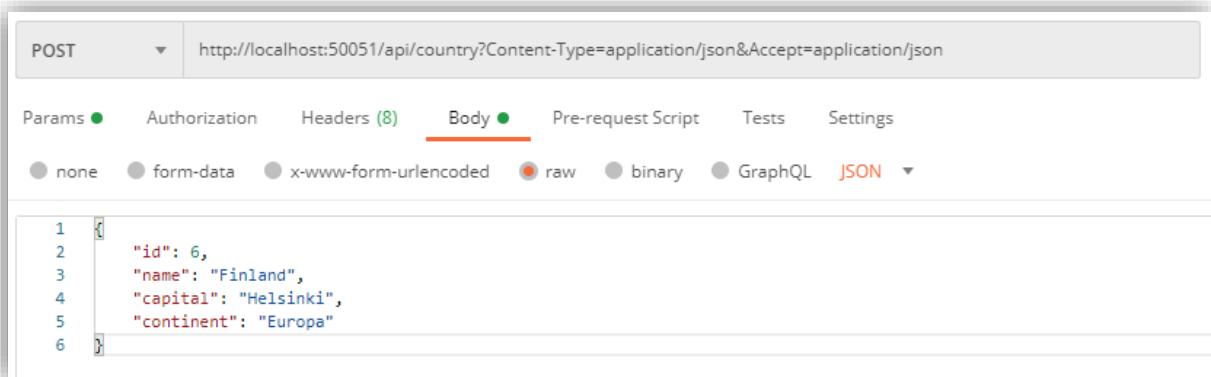 POST http://localhost:50051/api/country?Content-Type=application/json&Accept=application/json
Params Authorization Headers (8) Body Pre-request Script Tests Settings
none form-data x-www-form-urlencoded raw binary GraphQL JSON
1 {
2 "id": 6,
3 "name": "Finland",
4 "capital": "Helsinki",
5 "continent": "Europa"
6 }